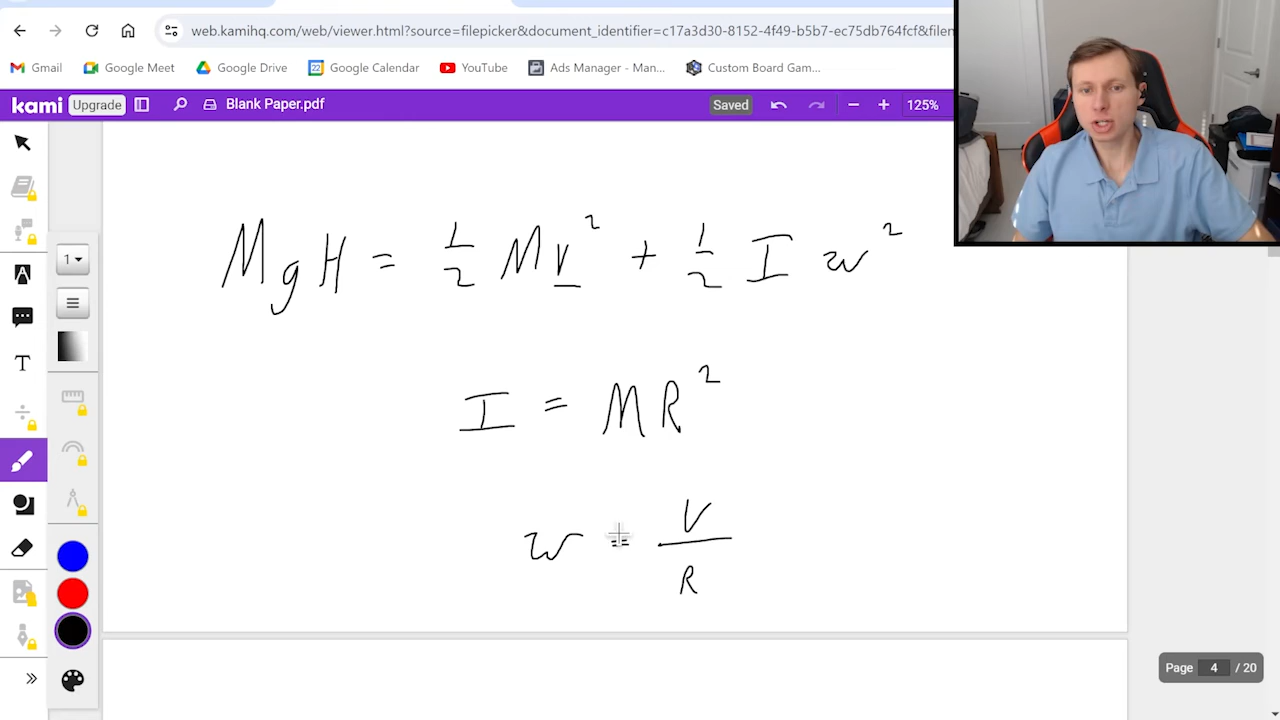 web.kamihq.com/web/viewer.html?source=filepicker&document_identifier=c17a3d30-8152-4f49-b5b7-ec75db764fcf&filen
Gmail Google Meet Google Drive 22 Google Calendar YouTube Ads Manager - Man... Custom Board Gam...
kami Upgrade Blank Paper.pdf Saved 125%
A
T
1
MgH = 1/2 MV² + 1/2 I w²
I = MR²
w = V/R
Page 4 / 20